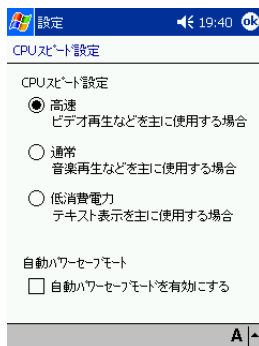 設定 19:40 ok
CPUｽﾋﾟｰﾄﾞ設定
CPUｽﾋﾟｰﾄﾞ設定
高速
ビデオ再生などを主に使用する場合
通常
音楽再生などを主に使用する場合
低消費電力
テキスト表示を主に使用する場合
自動ﾊﾟﾜｰｾｰﾌﾞﾓｰﾄﾞ
自動ﾊﾟﾜｰｾｰﾌﾞﾓｰﾄﾞを有効にする
A